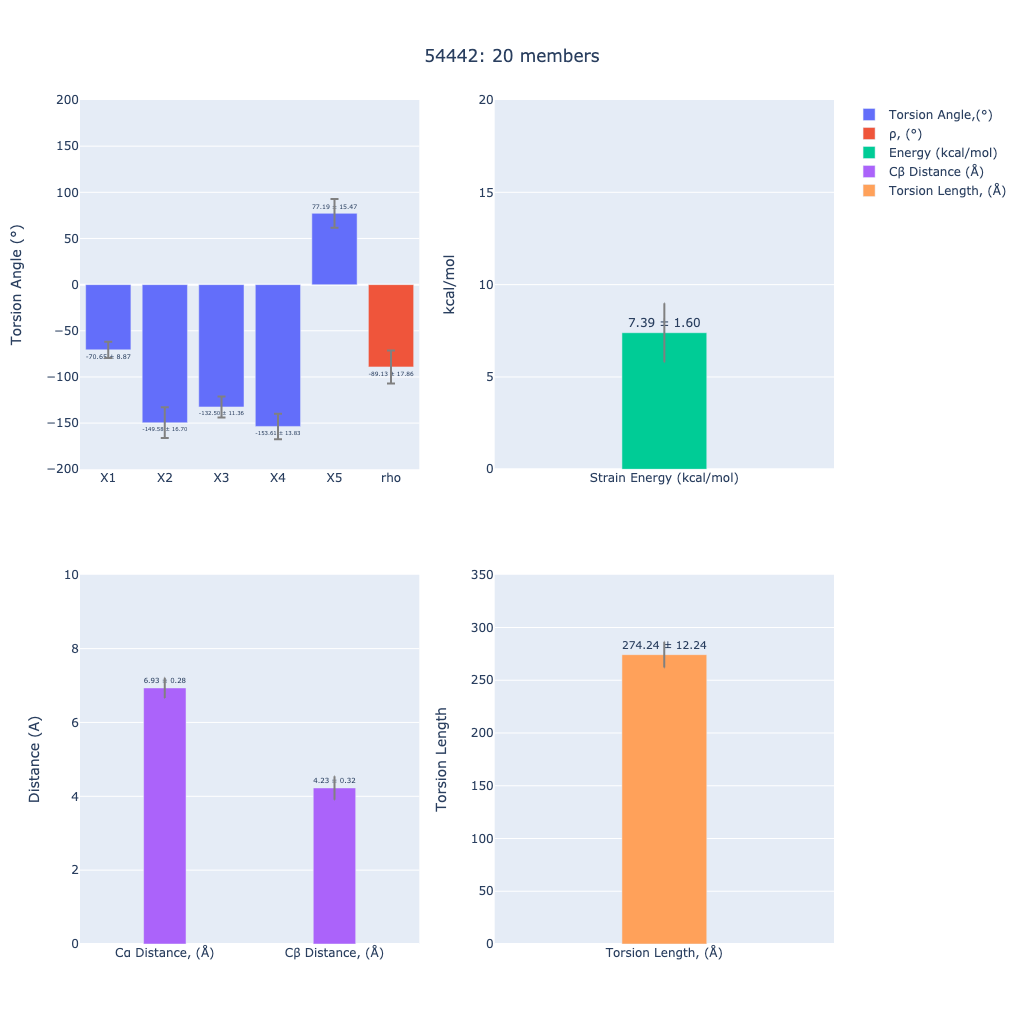 54442: 20 members
Torsion Angle (°)
200
150
100
50
0
−50
−100
−150
−200
77.19 ± 15.47
8.87
-149.58 ± 16.70
-132.50 ± 11.36
-153.61 ± 13.83
-89.13 ± 17.86
X1 X2 X3 X4 X5 rho
kcal/mol
20
15
10
5
0
7.39 ± 1.60
Strain Energy (kcal/mol)
Torsion Angle,(°)
ρ, (°)
Energy (kcal/mol)
Cβ Distance (Å)
Torsion Length, (Å)
Distance (A)
10
8
6
4
2
0
6.93 ± 0.28
4.23 ± 0.32
Cα Distance, (Å) Cβ Distance, (Å)
Torsion Length
350
300
250
200
150
100
50
0
274.24 ± 12.24
Torsion Length, (Å)